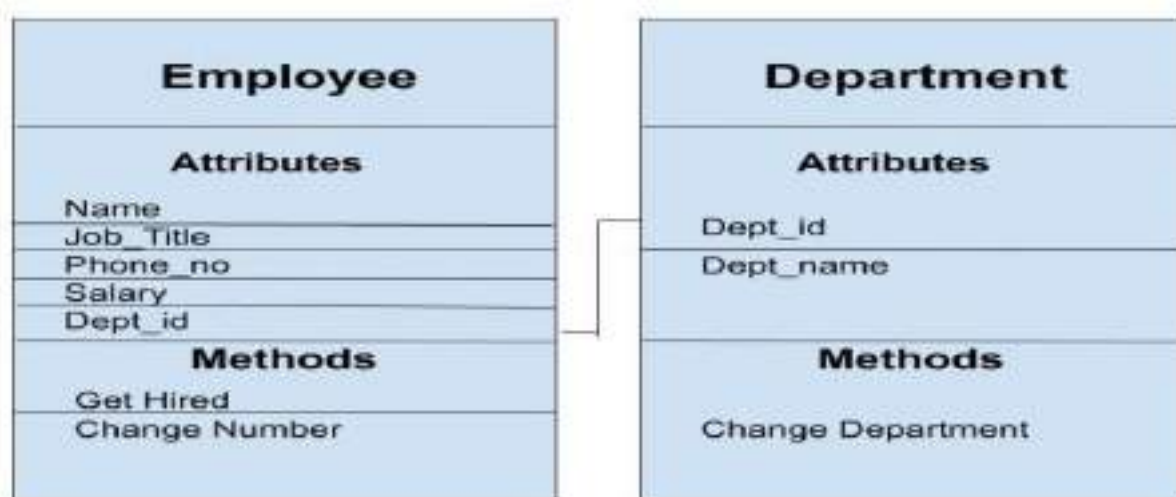 Employee
Attributes
Name
Job_Title
Phone_no
Salary
Dept_id
Methods
Get Hired
Change Number
Department
Attributes
Dept_id
Dept_name
Methods
Change Department